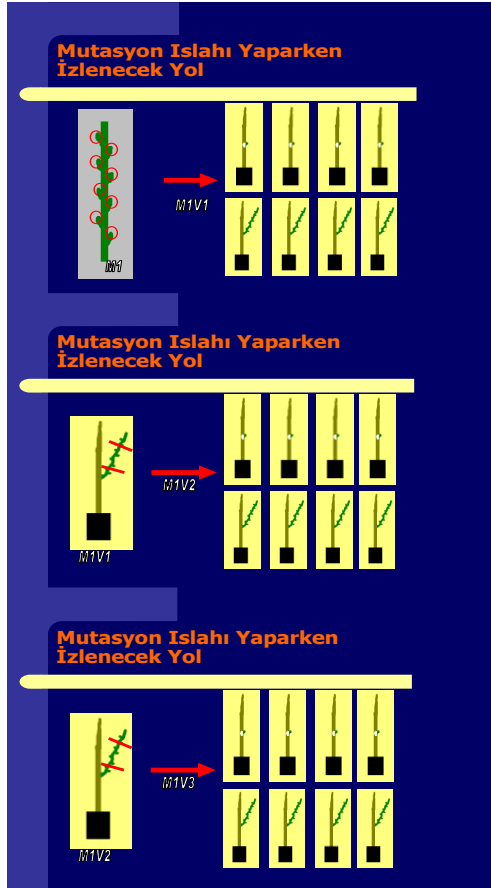 Mutasyon Islahı Yaparken
İzlenecek Yol
M1
M1V1
Mutasyon Islahı Yaparken
İzlenecek Yol
M1V1
M1V2
Mutasyon Islahı Yaparken
İzlenecek Yol
M1V2
M1V3